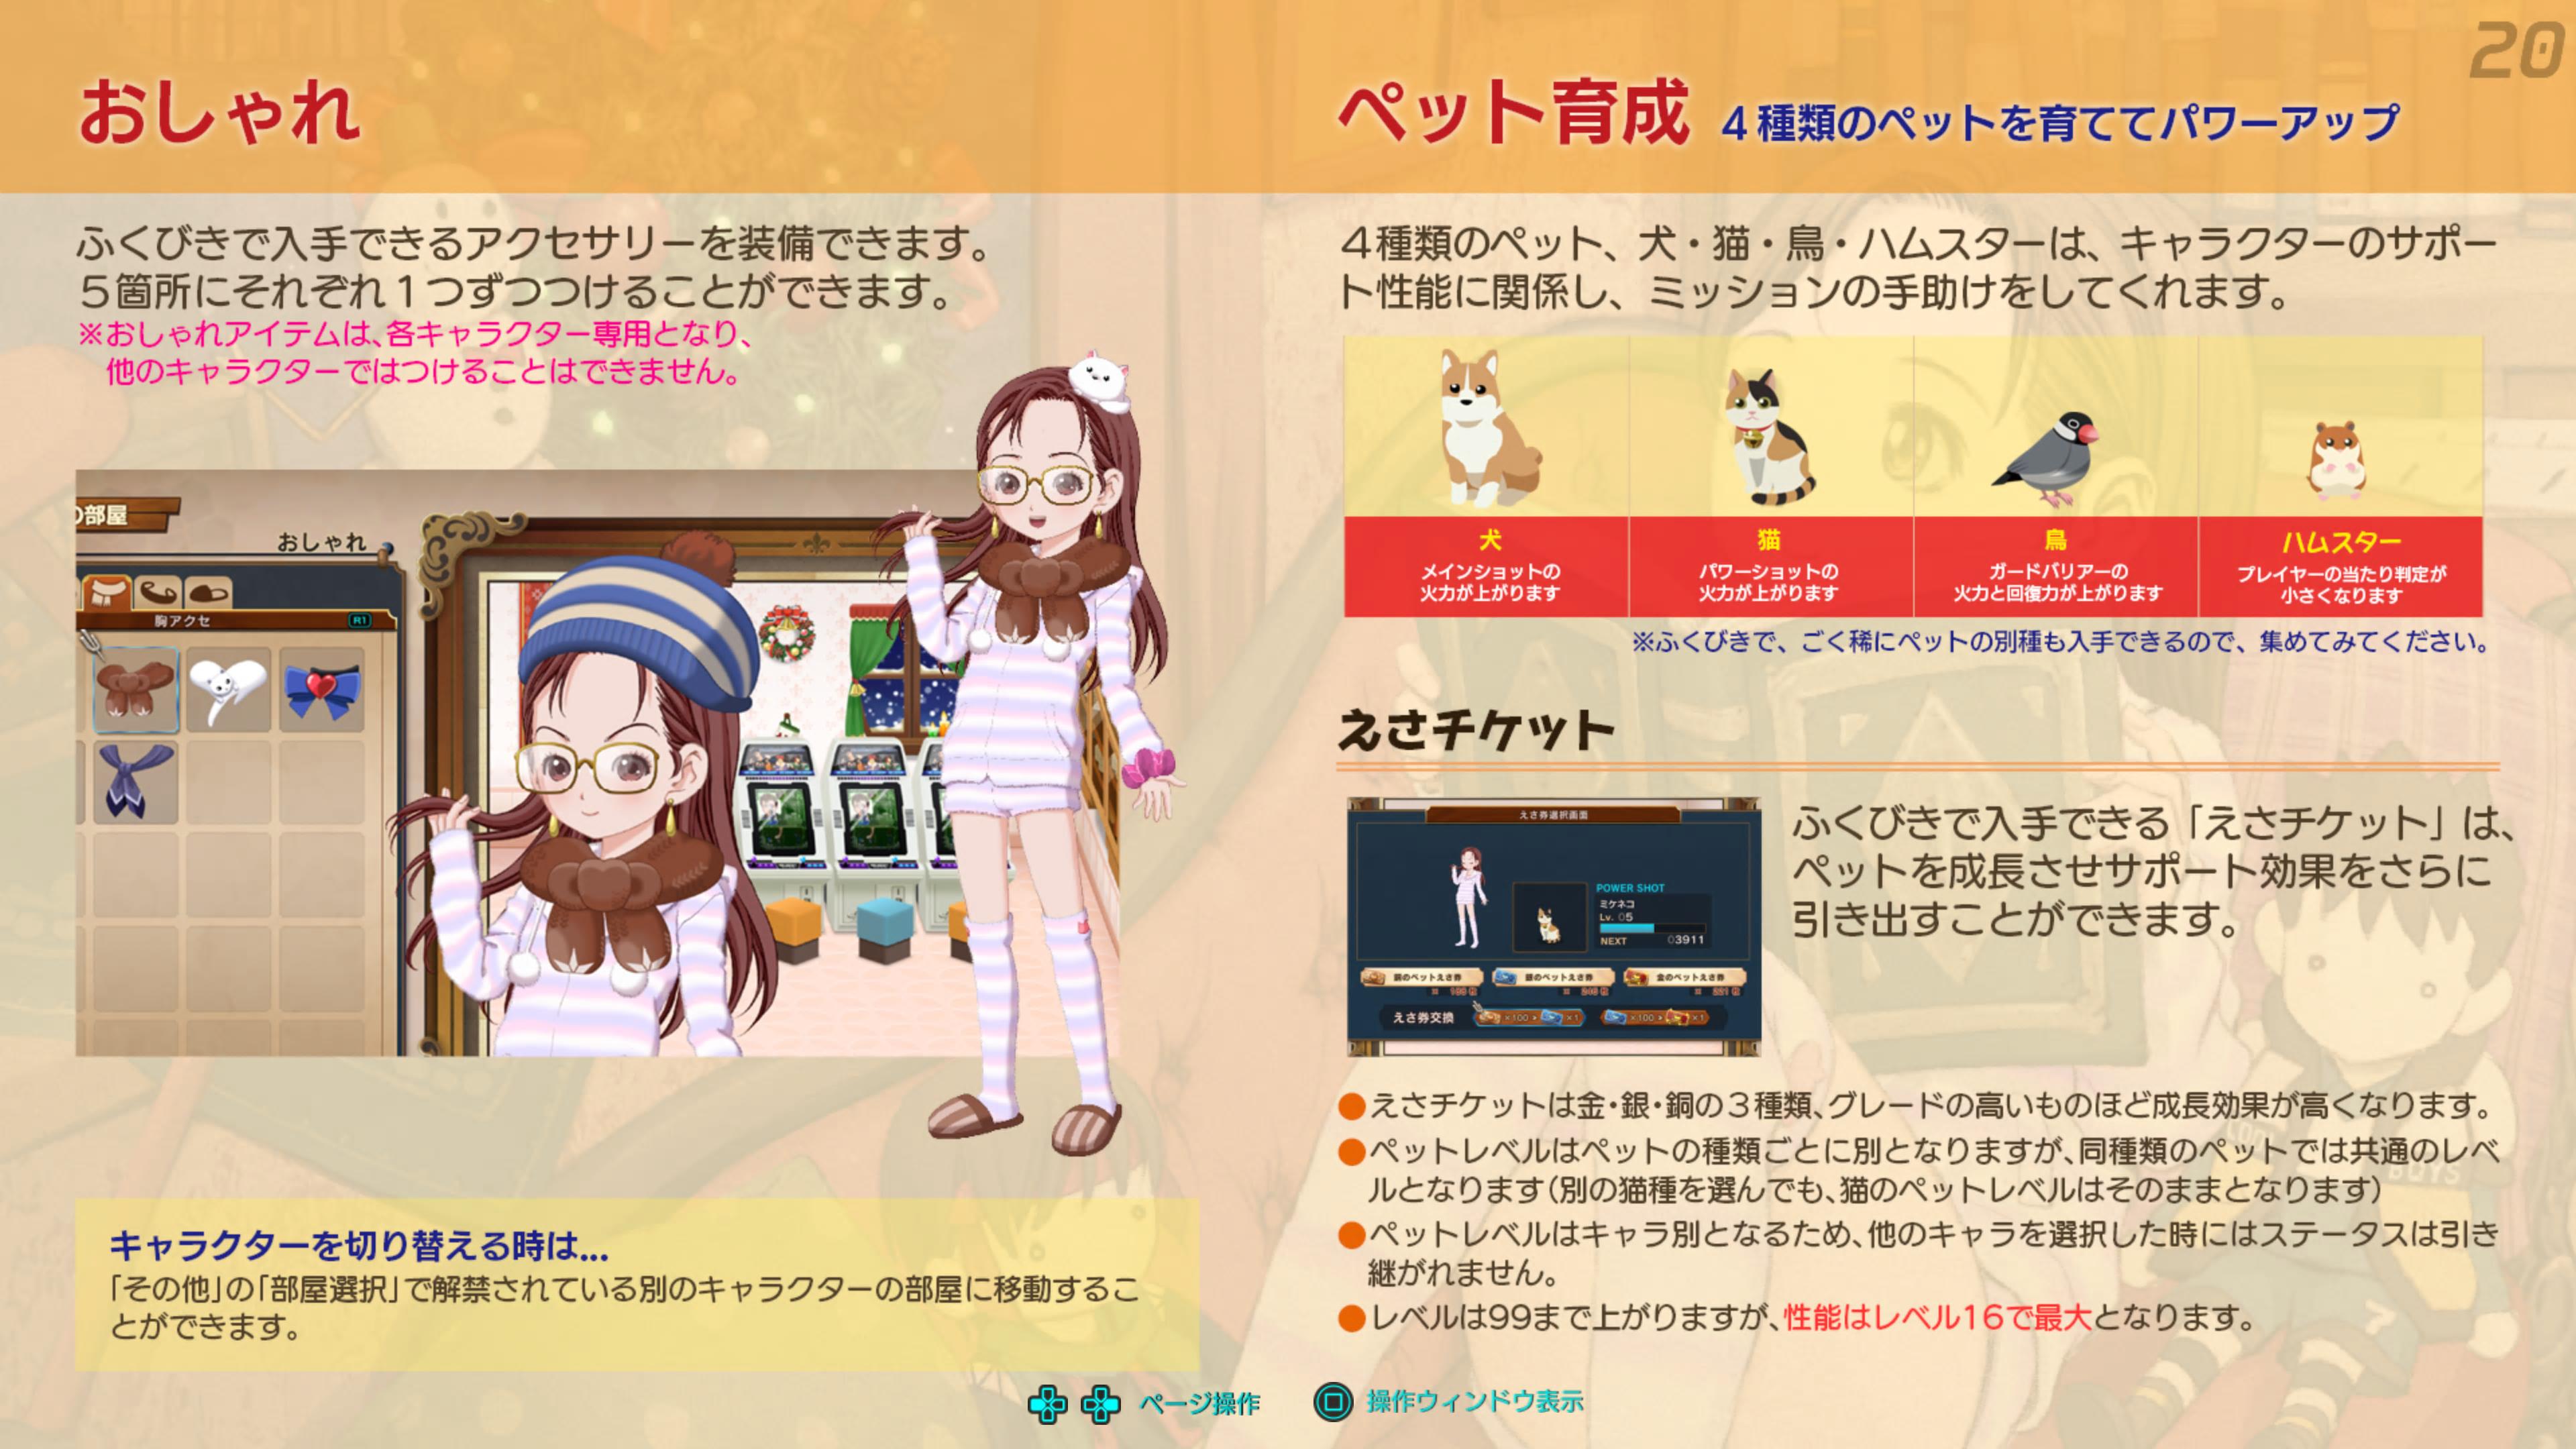 20
おしゃれ
ふくびきで入手できるアクセサリーを装備できます。
5箇所にそれぞれ1つずつつけることができます。
※おしゃれアイテムは、各キャラクター専用となり、
他のキャラクターではつけることはできません。
の部屋
おしゃれ
胸アクセ
R1
キャラクターを切り替える時は...
「その他」の「部屋選択」で解禁されている別のキャラクターの部屋に移動するこ
とができます。
ペット育成 4種類のペットを育ててパワーアップ
4種類のペット、犬・猫・鳥・ハムスターは、キャラクターのサポー
ト性能に関係し、ミッションの手助けをしてくれます。
犬
メインショットの
火力が上がります
猫
パワーショットの
火力が上がります
鳥
ガードバリアーの
火力と回復力が上がります
ハムスター
プレイヤーの当たり判定が
小さくなります
※ふくびきで、ごく稀にペットの別種も入手できるので、集めてみてください。
えさチケット
えさ券選択画面
POWER SHOT
ミケネコ
Lv. 05
NEXT 03911
銅のペットえさ券
銀のペットえさ券
金のペットえさ券
えさ券交換
×100 ×1
×100 ×1
ふくびきで入手できる「えさチケット」は、
ペットを成長させサポート効果をさらに
引き出すことができます。
●えさチケットは金・銀・銅の3種類、グレードの高いものほど成長効果が高くなります。
●ペットレベルはペットの種類ごとに別となりますが、同種類のペットでは共通のレベ
ルとなります(別の猫種を選んでも、猫のペットレベルはそのままとなります)
●ペットレベルはキャラ別となるため、他のキャラを選択した時にはステータスは引き
継がれません。
●レベルは99まで上がりますが、性能はレベル16で最大となります。
ページ操作
操作ウィンドウ表示